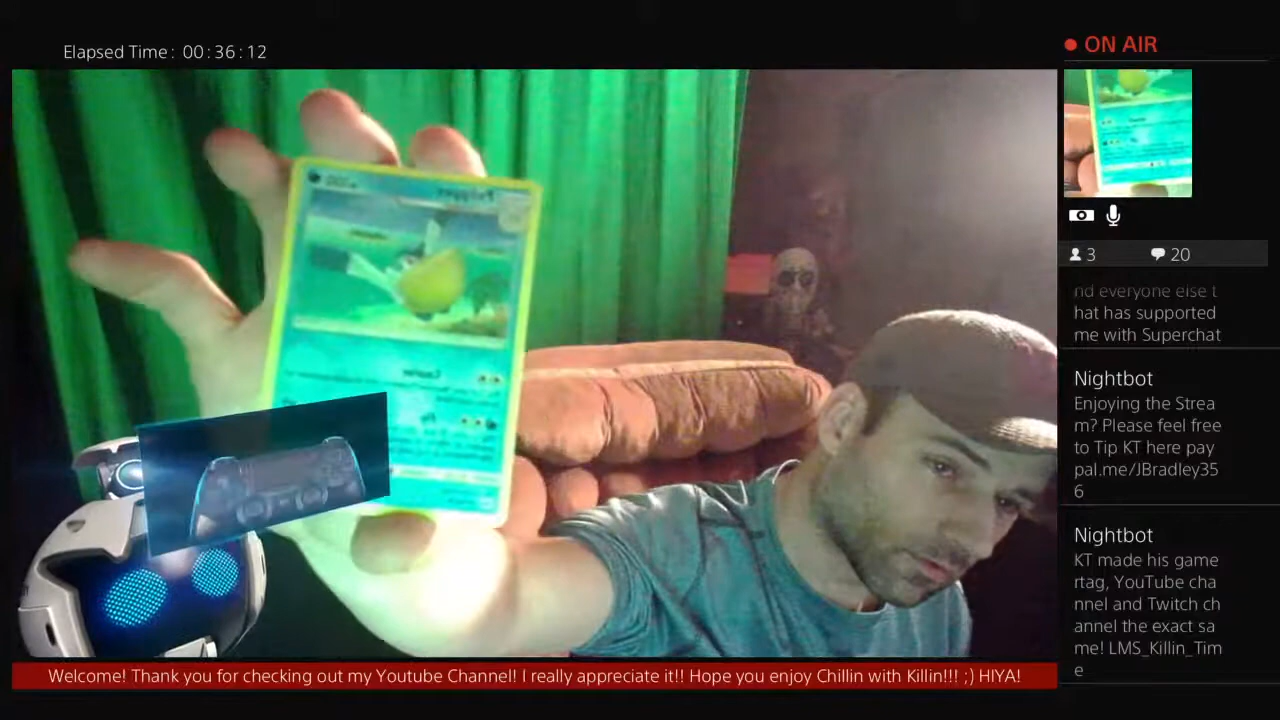 Elapsed Time: 00:36:12
ON AIR
3
20
nd everyone else t
hat has supported
me with Superchat
Nightbot
Enjoying the Strea
m? Please feel free
to Tip KT here pay
pal.me/JBradley35
6
Nightbot
KT made his game
rtag, YouTube cha
nnel and Twitch ch
annel the exact sa
me! LMS_Killin_Tim
e
Welcome! Thank you for checking out my Youtube Channel! I really appreciate it!! Hope you enjoy Chillin with Killin!!! ;) HIYA!